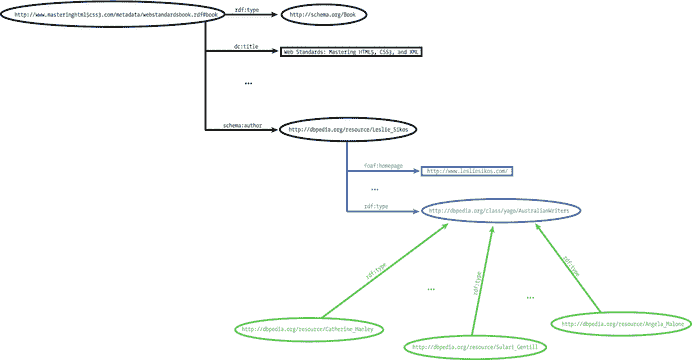 http://www.masteringhtml5css3.com/metadata/webstandardsbook.rdf#book
rdf:type
http://schema.org/Book
dc:title
Web Standards: Mastering HTML5, CSS3, and XML
...
schema:author
http://dbpedia.org/resource/Leslie_Sikos
foaf:homepage
http://www.lesliesikos.com/
...
rdf:type
http://dbpedia.org/class/yago/AustralianWriters
rdf:type
rdf:type
rdf:type
...
...
http://dbpedia.org/resource/Catherine_Marley
http://dbpedia.org/resource/Sulari_Gentill
http://dbpedia.org/resource/Angelo_Malone